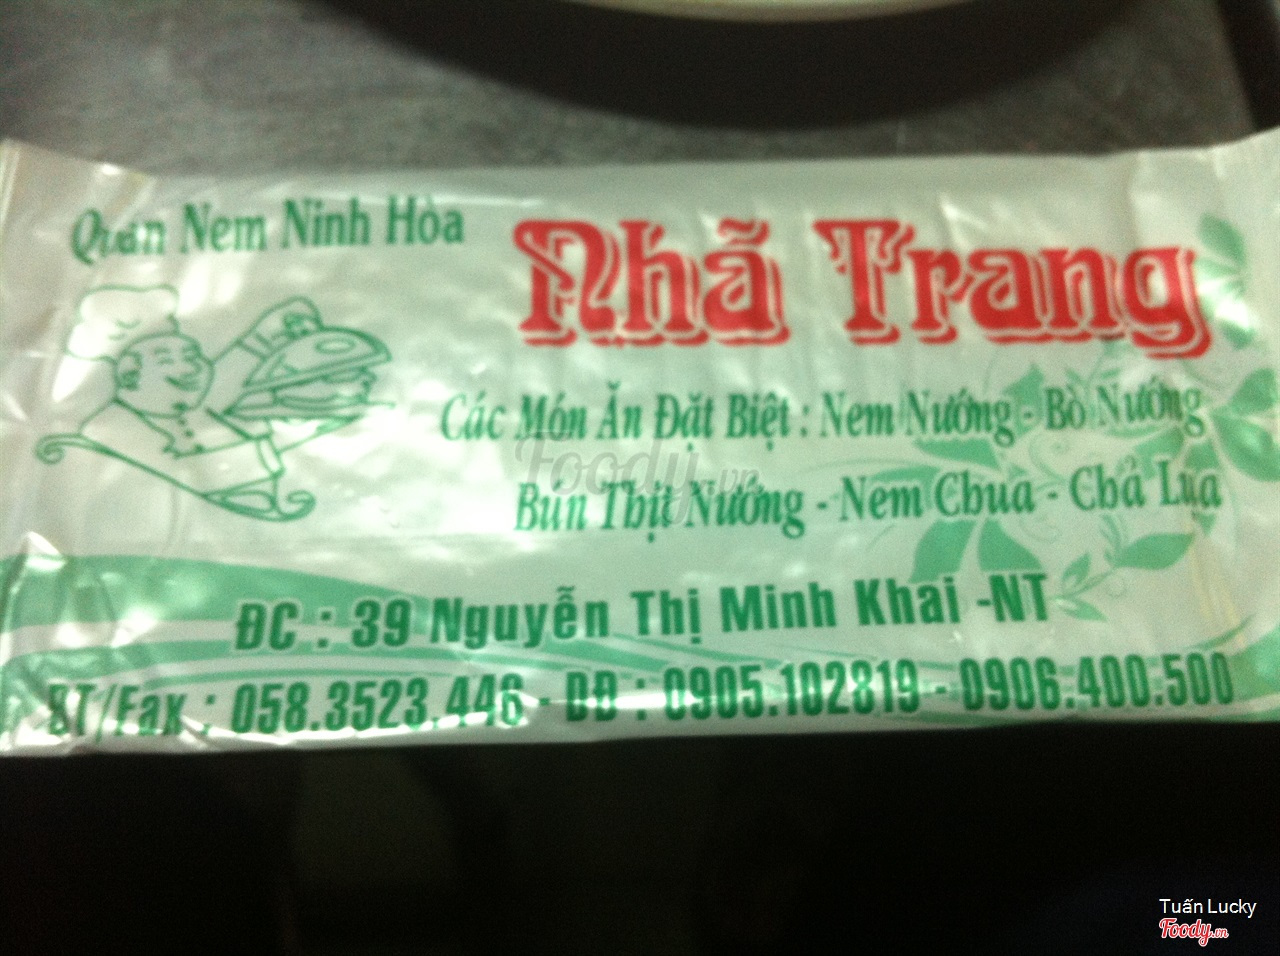 Quán Nem Ninh Hòa
Nhã Trang
Các Món Ăn Đặt Biệt : Nem Nướng - Bò Nướng
Bún Thịt Nướng - Nem Chua - Chả Lụa
ĐC : 39 Nguyễn Thị Minh Khai -NT
ĐT/Fax : 058.3523.446 - DĐ : 0905.102819 - 0906.400.500
Foody.vn
Tuấn Lucky
Foody.vn